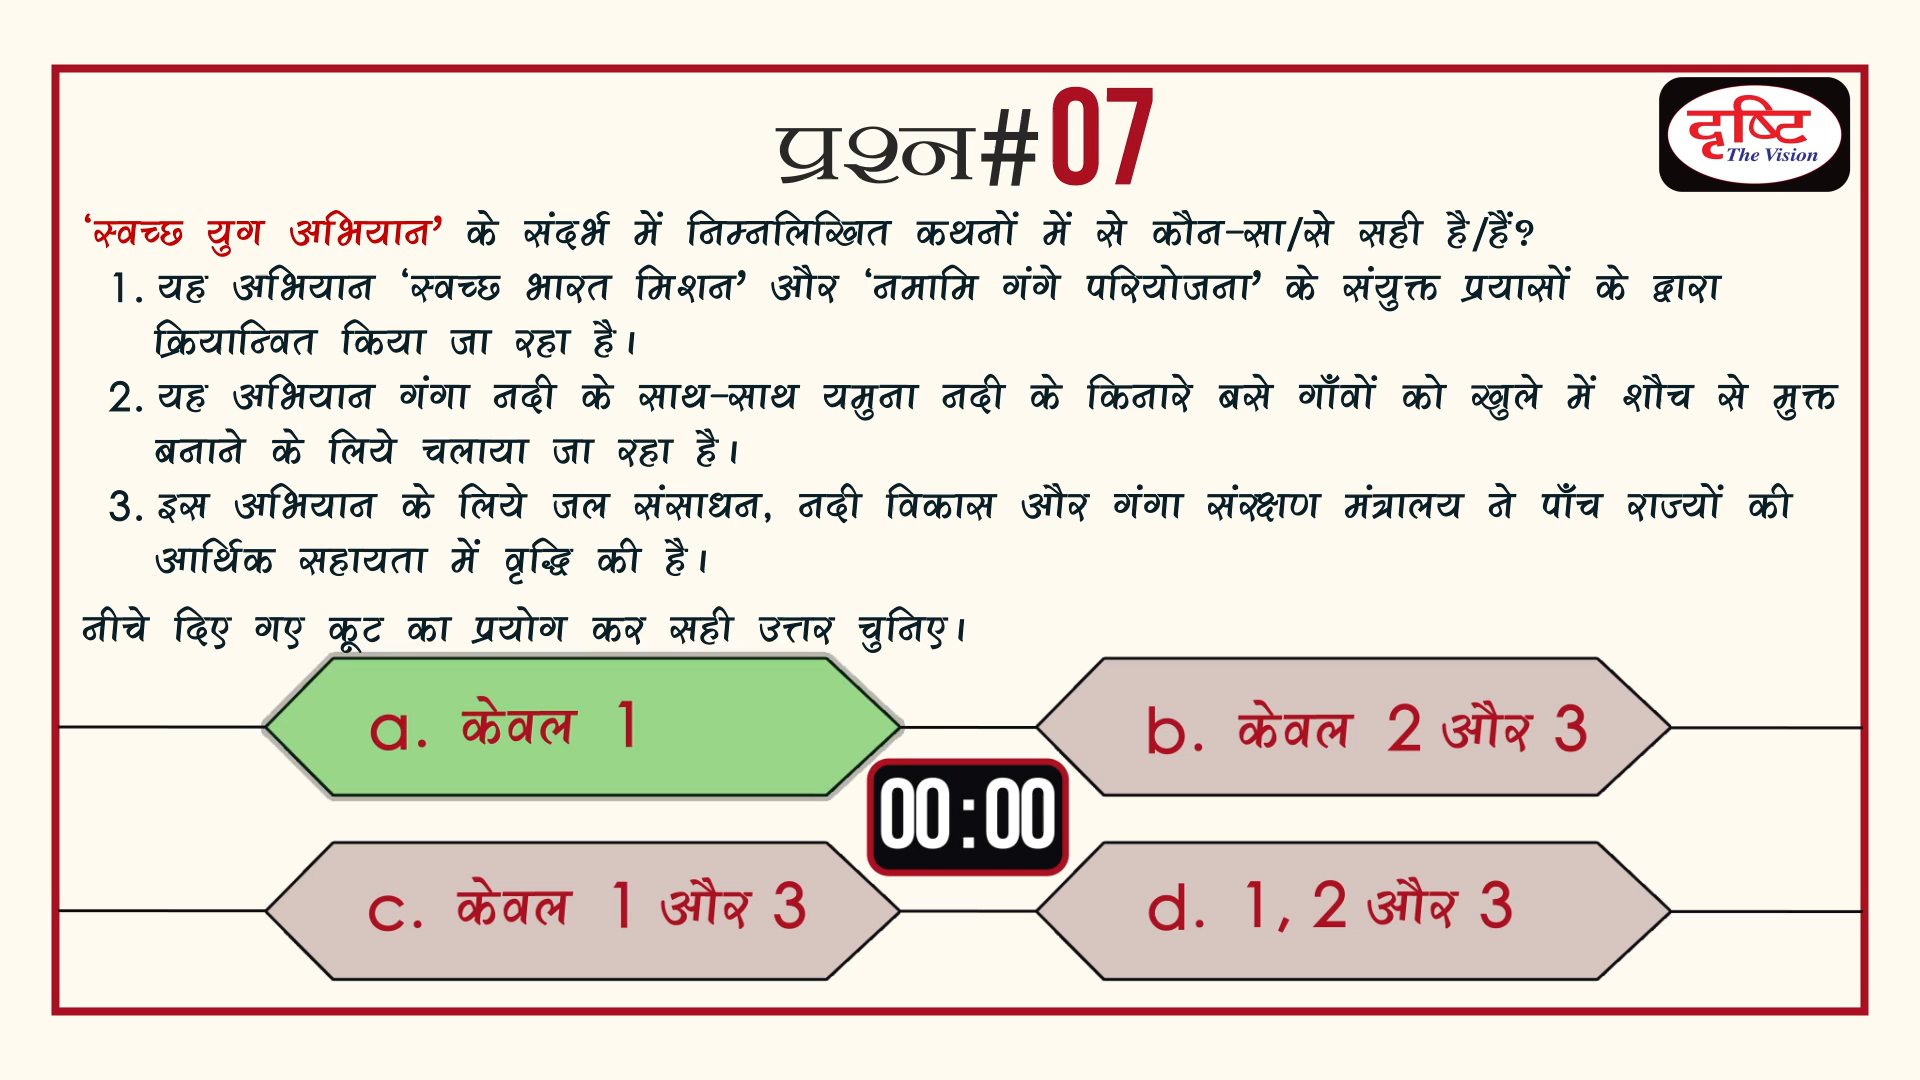 प्रश्न#07
दृष्टि
The Vision
‘स्वच्छ युग अभियान’ के संदर्भ में निम्नलिखित कथनों में से कौन-सा/से सही है/हैं?
1. यह अभियान ‘स्वच्छ भारत मिशन’ और ‘नमामि गंगे परियोजना’ के संयुक्त प्रयासों के द्वारा
क्रियान्वित किया जा रहा है।
2. यह अभियान गंगा नदी के साथ-साथ यमुना नदी के किनारे बसे गाँवों को खुले में शौच से मुक्त
बनाने के लिये चलाया जा रहा है।
3. इस अभियान के लिये जल संसाधन, नदी विकास और गंगा संरक्षण मंत्रालय ने पाँच राज्यों की
आर्थिक सहायता में वृद्धि की है।
नीचे दिए गए कूट का प्रयोग कर सही उत्तर चुनिए।
a. केवल 1
b. केवल 2 और 3
00:00
c. केवल 1 और 3
d. 1, 2 और 3